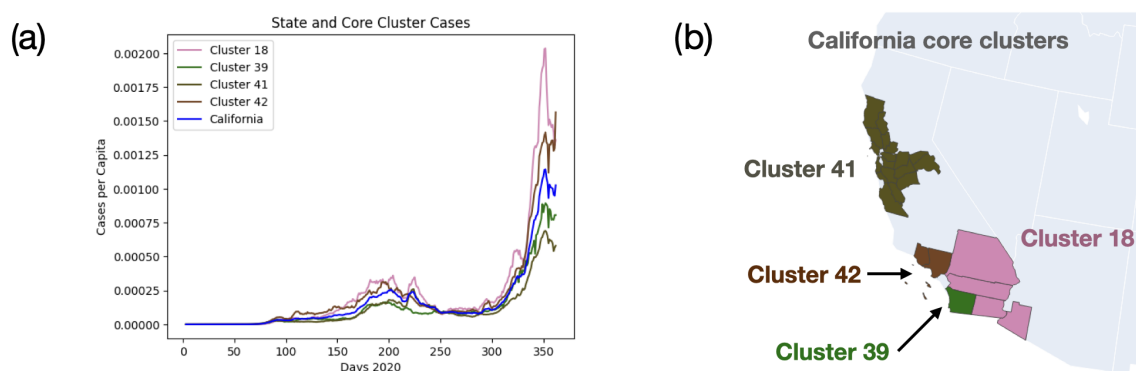 (a)
State and Core Cluster Cases
Cluster 18
Cluster 39
Cluster 41
Cluster 42
California
Cases per Capita
0.00200
0.00175
0.00150
0.00125
0.00100
0.00075
0.00050
0.00025
0.00000
0 50 100 150 200 250 300 350
Days 2020
(b)
California core clusters
Cluster 41
Cluster 18
Cluster 42
Cluster 39